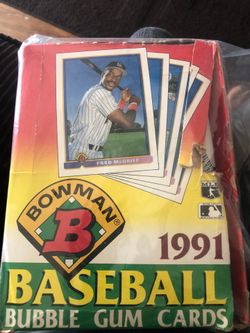 FRED McGRIFF
BOWMAN
B
1991
BASEBALL
BUBBLE GUM CARDS